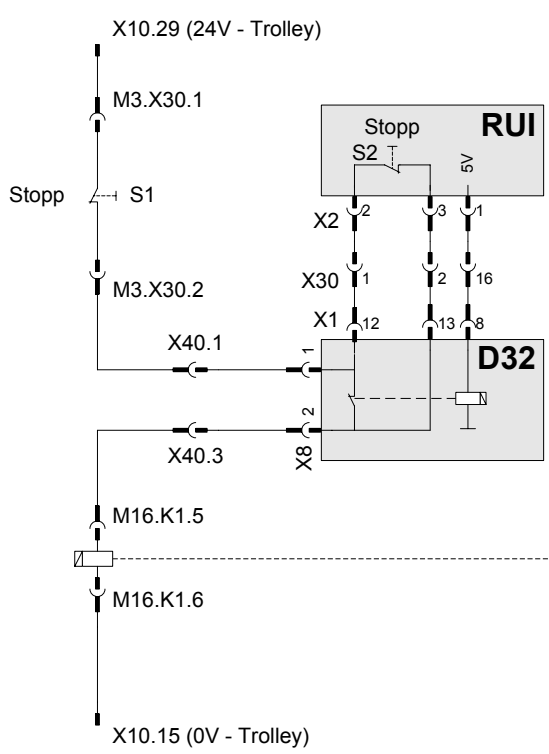 X10.29 (24V - Trolley)
M3.X30.1
RUI
Stopp
S2
5V
Stopp
S1
X2
2
3
1
M3.X30.2
X30
1
2
16
X1
12
13
8
X40.1
1
D32
2
X40.3
X8
M16.K1.5
M16.K1.6
X10.15 (0V - Trolley)